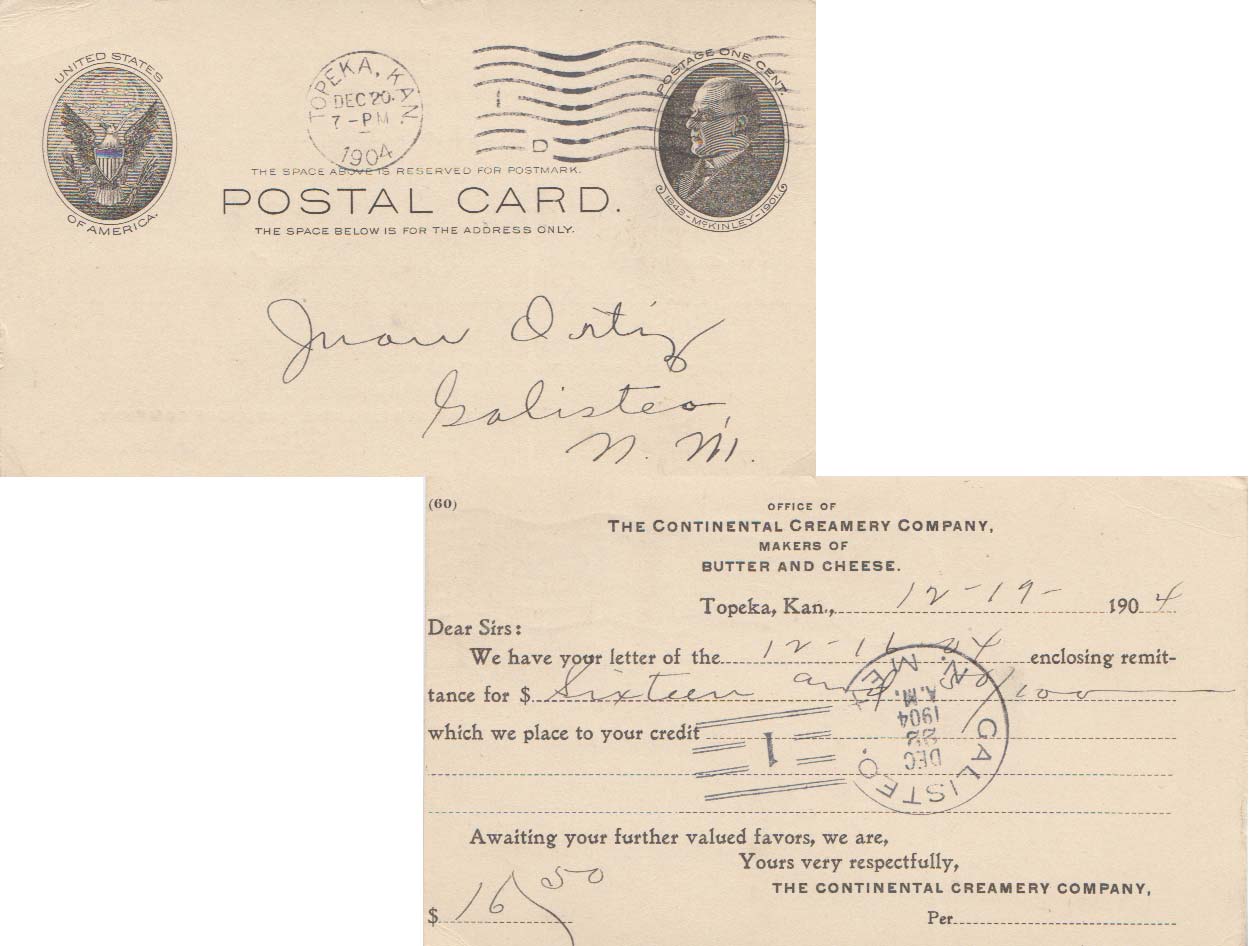 UNITED STATES
OF AMERICA.
TOPEKA, KAN.
DEC 20.
7-PM
1904
1
D
POSTAGE ONE CENT.
1843-McKINLEY-1901.
THE SPACE ABOVE IS RESERVED FOR POSTMARK.
POSTAL CARD.
THE SPACE BELOW IS FOR THE ADDRESS ONLY.
Juan Ortiz
Galisteo,
N. M.
(60)
OFFICE OF
THE CONTINENTAL CREAMERY COMPANY,
MAKERS OF
BUTTER AND CHEESE.
Topeka, Kan., 12-19- 1904
Dear Sirs:
We have your letter of the 12-16 04 enclosing remit-
tance for $ Sixteen and 50/100
which we place to your credit
GALISTEO, N. MEX.
DEC
22
1904
A.M.
1
Awaiting your further valued favors, we are,
Yours very respectfully,
THE CONTINENTAL CREAMERY COMPANY,
$ 16 50
Per